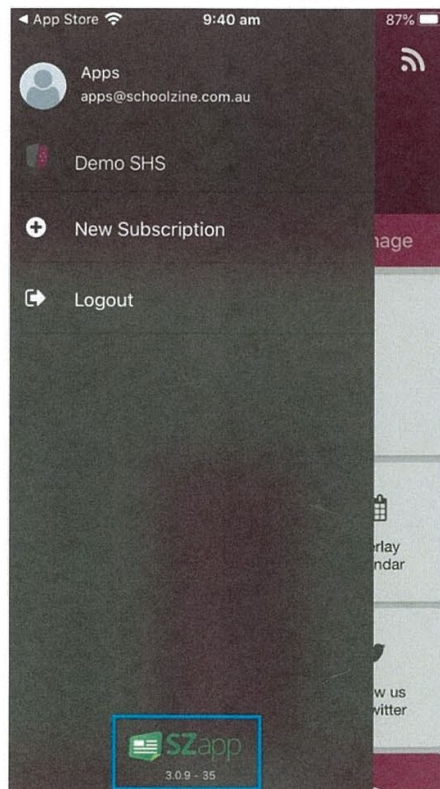 ◀ App Store 9:40 am 87%
Apps
apps@schoolzine.com.au
Demo SHS
New Subscription
nage
Logout
erlay
ndar
w us
witter
SZapp
3.0.9 - 35